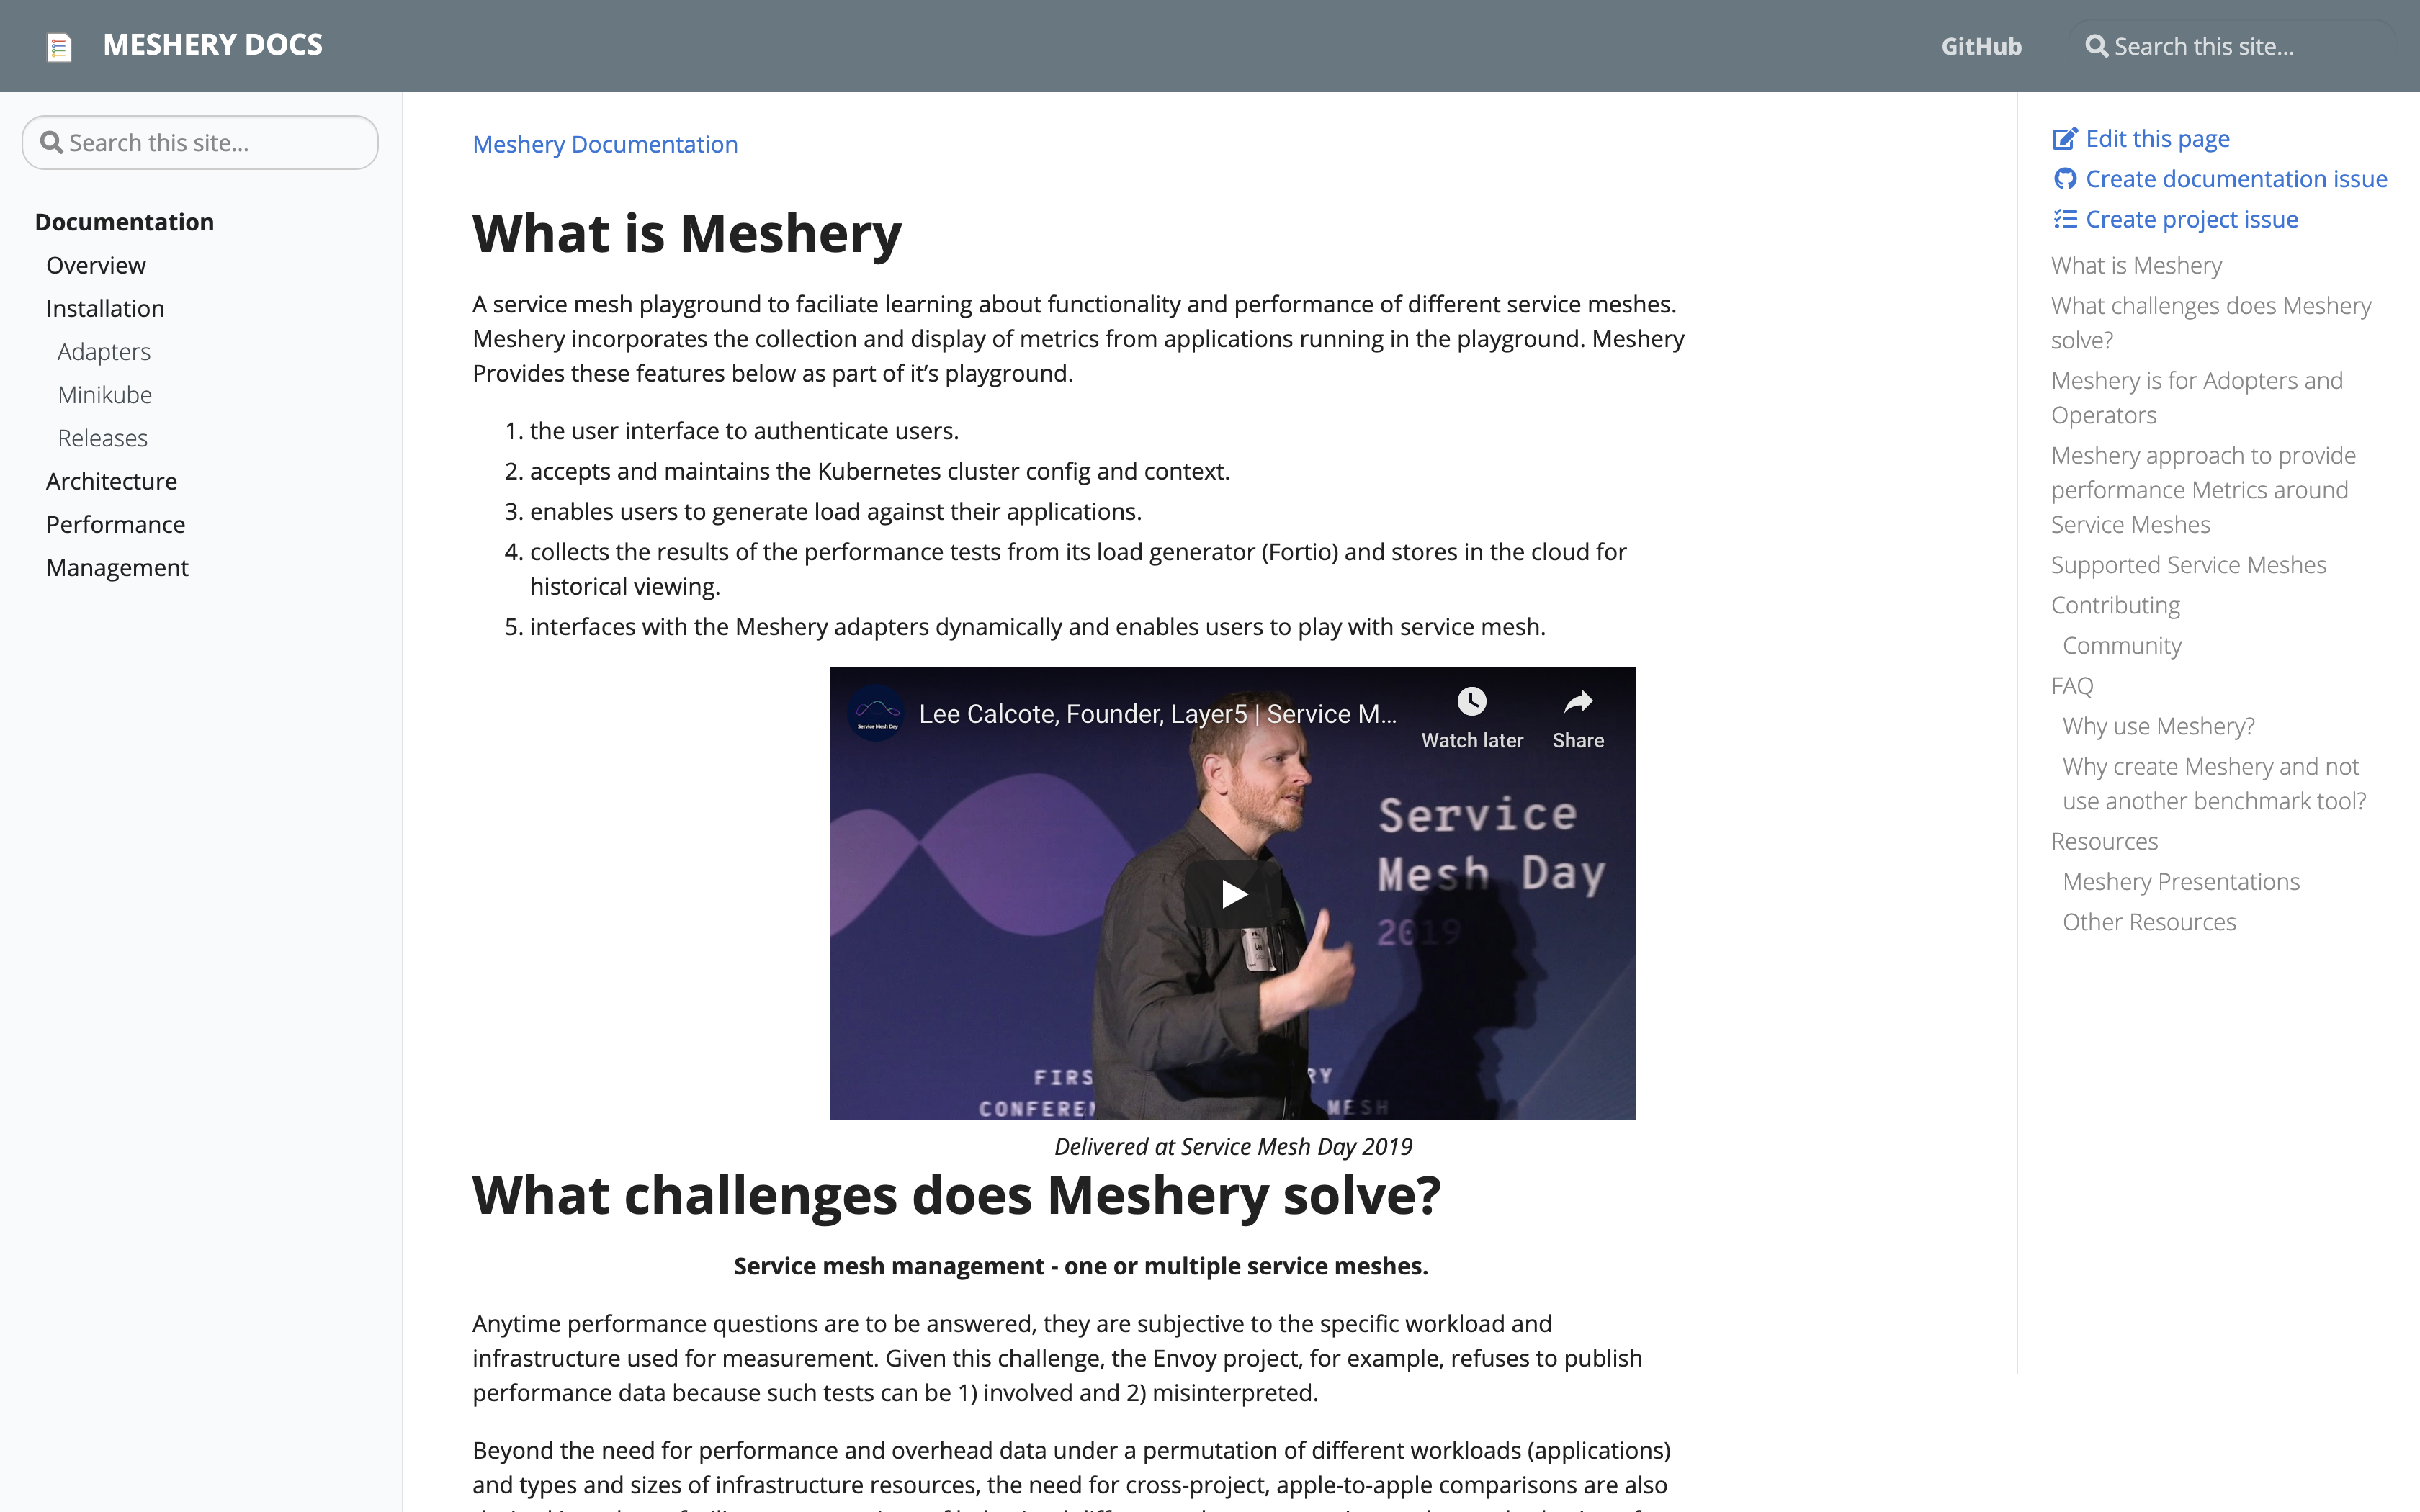 MESHERY DOCS
GitHub
Search this site...
Search this site...
Documentation
Overview
Installation
Adapters
Minikube
Releases
Architecture
Performance
Management
Meshery Documentation
What is Meshery
A service mesh playground to faciliate learning about functionality and performance of different service meshes.
Meshery incorporates the collection and display of metrics from applications running in the playground. Meshery
Provides these features below as part of it’s playground.
1. the user interface to authenticate users.
2. accepts and maintains the Kubernetes cluster config and context.
3. enables users to generate load against their applications.
4. collects the results of the performance tests from its load generator (Fortio) and stores in the cloud for
historical viewing.
5. interfaces with the Meshery adapters dynamically and enables users to play with service mesh.
Service Mesh Day
Lee Calcote, Founder, Layer5 | Service M...
Watch later
Share
Service
Mesh Day
2019
FIRS
RY
CONFEREN
MESH
Delivered at Service Mesh Day 2019
What challenges does Meshery solve?
Service mesh management - one or multiple service meshes.
Anytime performance questions are to be answered, they are subjective to the specific workload and
infrastructure used for measurement. Given this challenge, the Envoy project, for example, refuses to publish
performance data because such tests can be 1) involved and 2) misinterpreted.
Beyond the need for performance and overhead data under a permutation of different workloads (applications)
and types and sizes of infrastructure resources, the need for cross-project, apple-to-apple comparisons are also
Edit this page
Create documentation issue
Create project issue
What is Meshery
What challenges does Meshery
solve?
Meshery is for Adopters and
Operators
Meshery approach to provide
performance Metrics around
Service Meshes
Supported Service Meshes
Contributing
Community
FAQ
Why use Meshery?
Why create Meshery and not
use another benchmark tool?
Resources
Meshery Presentations
Other Resources